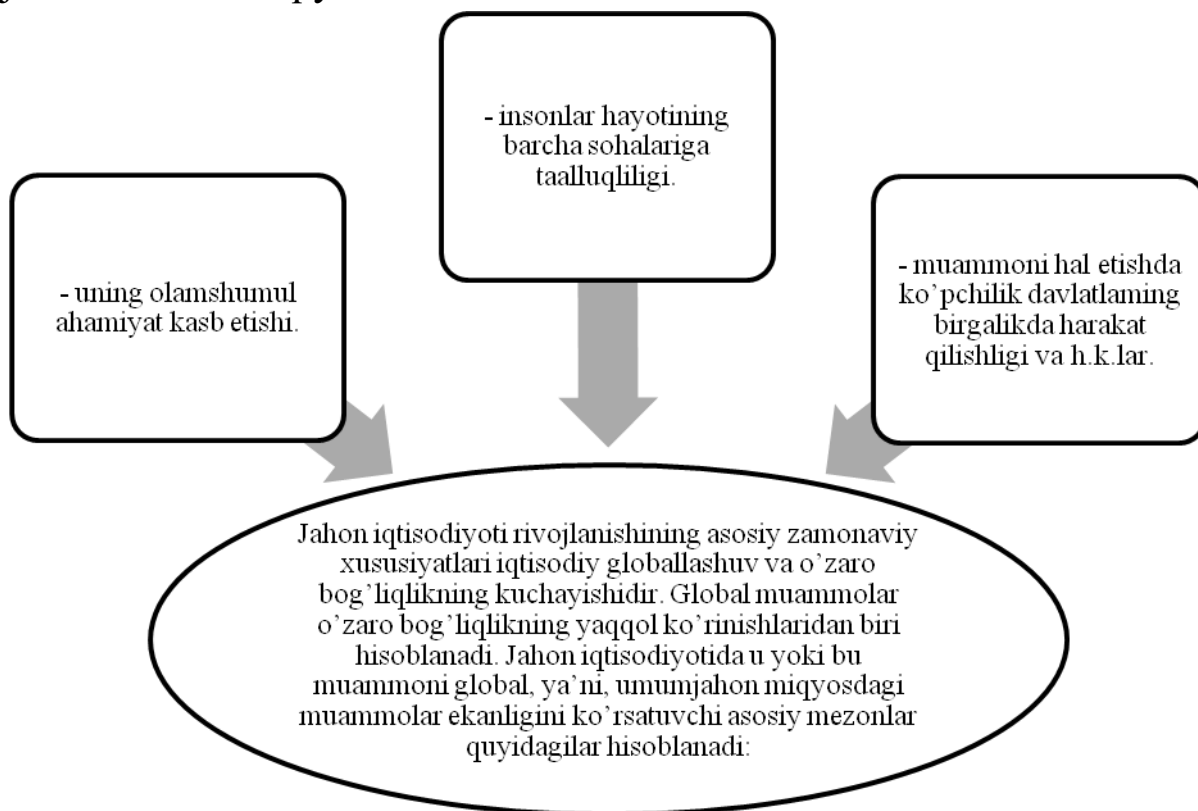 - insonlar hayotining
barcha sohalariga
taalluqliligi.
- uning olamshumul
ahamiyat kasb etishi.
- muammoni hal etishda
ko’pchilik davlatlaming
birgalikda harakat
qilishligi va h.k.lar.
Jahon iqtisodiyoti rivojlanishining asosiy zamonaviy
xususiyatlari iqtisodiy globallashuv va o’zaro
bog’liqlikning kuchayishidir. Global muammolar
o’zaro bog’liqlikning yaqqol ko’rinishlaridan biri
hisoblanadi. Jahon iqtisodiyotida u yoki bu
muammoni global, ya’ni, umumjahon miqyosdagi
muammolar ekanligini ko’rsatuvchi asosiy mezonlar
quyidagilar hisoblanadi: